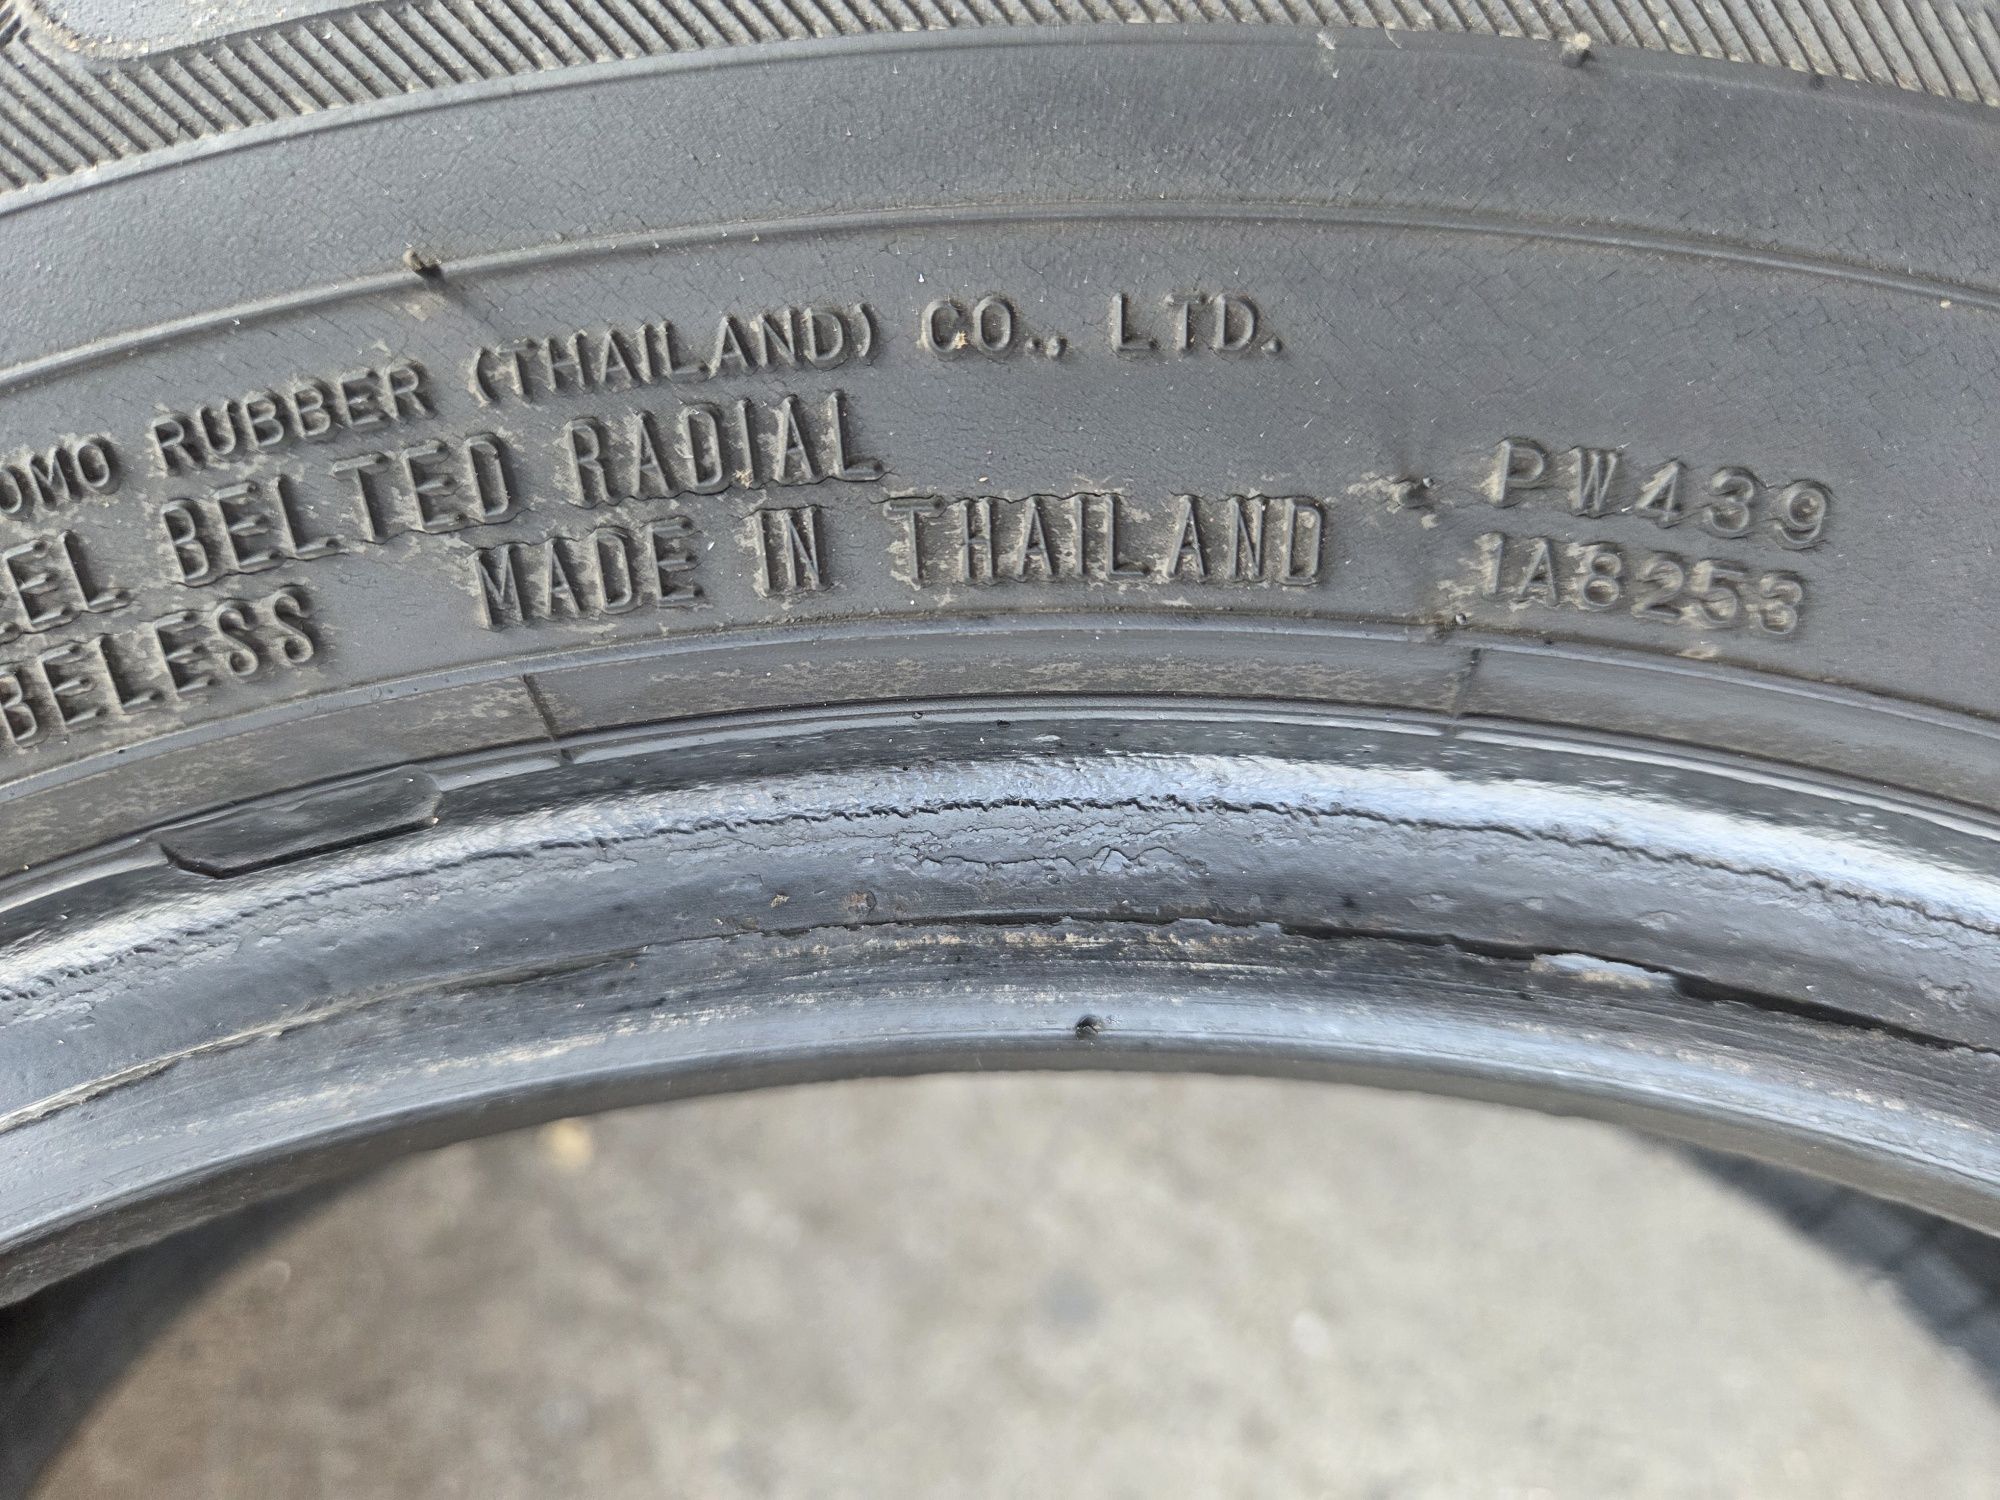 OMO RUBBER (THAILAND) CO., LTD.
EL BELTED RADIAL
BELESS MADE IN THAILAND
PW439
1A8253